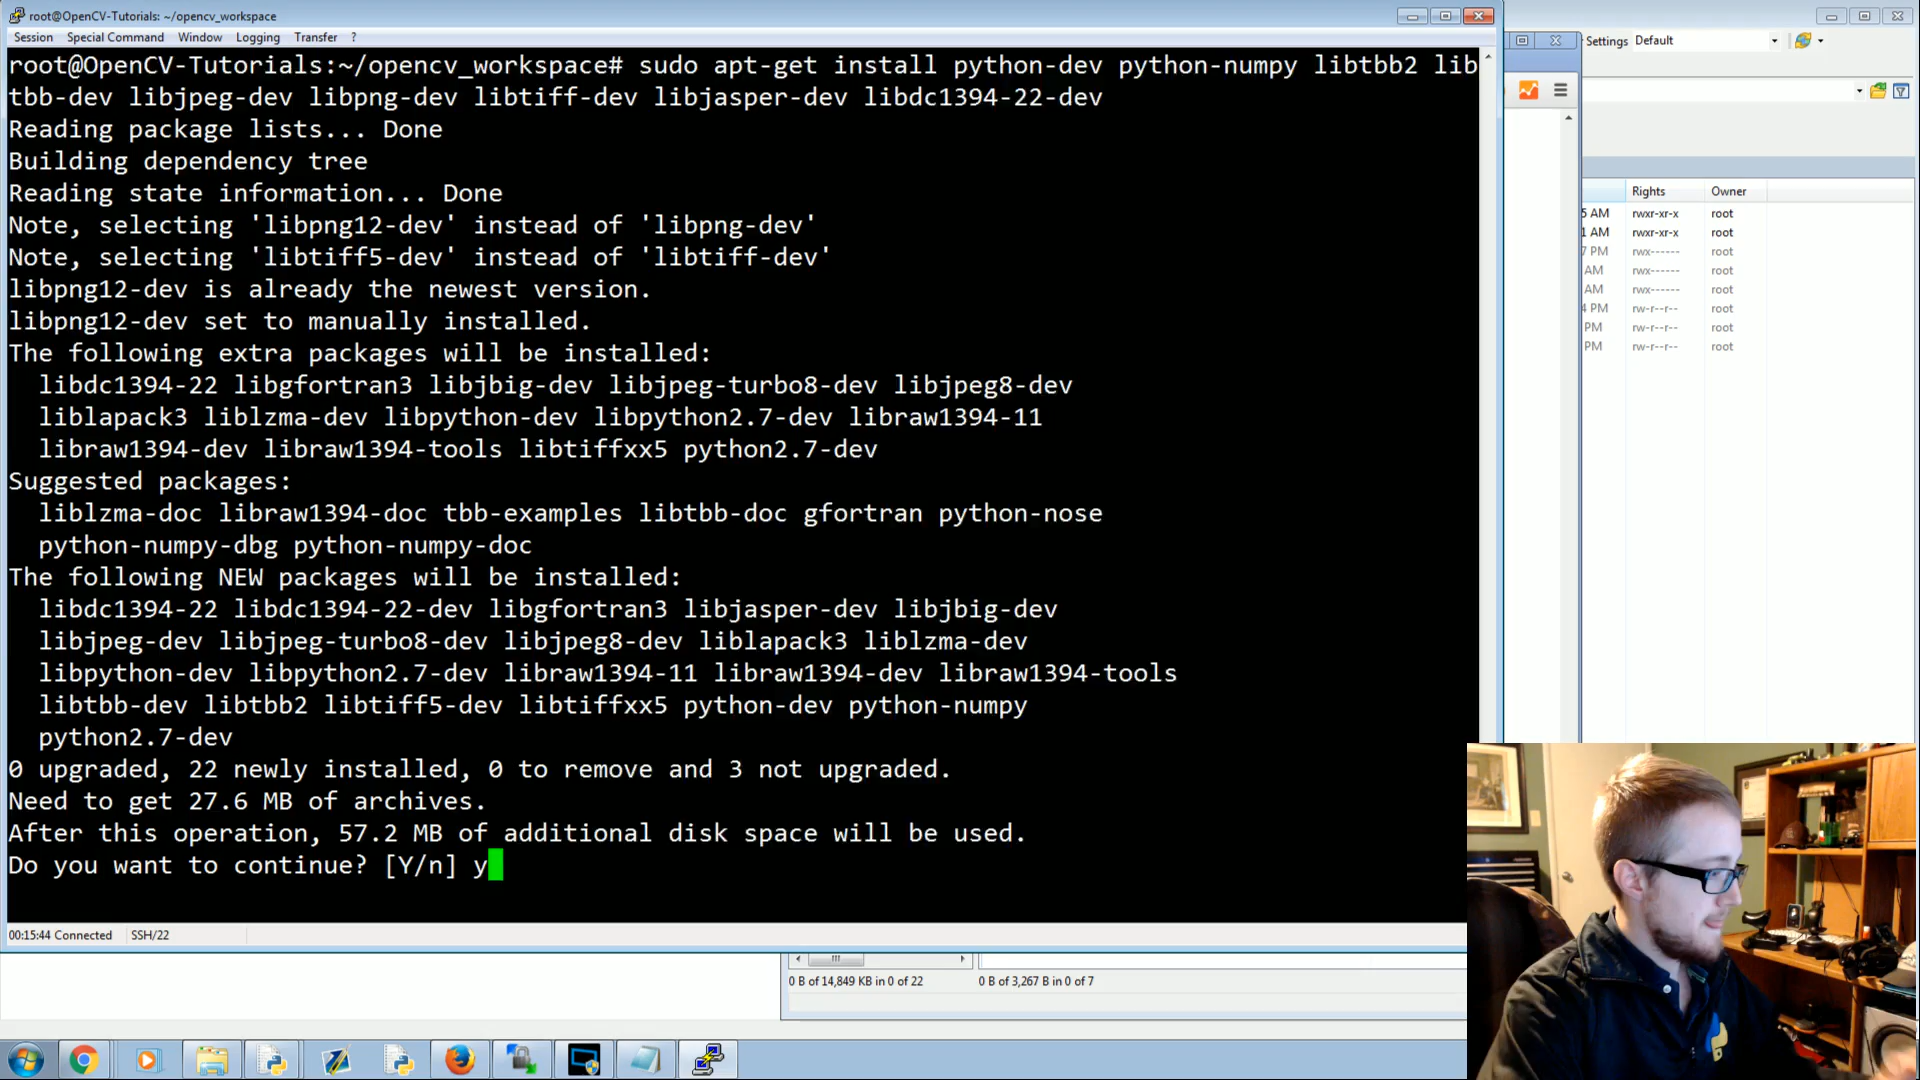 root@OpenCV-Tutorials: ~/opencv_workspace
Session Special Command Window Logging Transfer ?
root@OpenCV-Tutorials:~/opencv_workspace# sudo apt-get install python-dev python-numpy libtbb2 lib
tbb-dev libjpeg-dev libpng-dev libtiff-dev libjasper-dev libdc1394-22-dev
Reading package lists... Done
Building dependency tree
Reading state information... Done
Note, selecting 'libpng12-dev' instead of 'libpng-dev'
Note, selecting 'libtiff5-dev' instead of 'libtiff-dev'
libpng12-dev is already the newest version.
libpng12-dev set to manually installed.
The following extra packages will be installed:
libdc1394-22 libgfortran3 libjbig-dev libjpeg-turbo8-dev libjpeg8-dev
liblapack3 liblzma-dev libpython-dev libpython2.7-dev libraw1394-11
libraw1394-dev libraw1394-tools libtiffxx5 python2.7-dev
Suggested packages:
liblzma-doc libraw1394-doc tbb-examples libtbb-doc gfortran python-nose
python-numpy-dbg python-numpy-doc
The following NEW packages will be installed:
libdc1394-22 libdc1394-22-dev libgfortran3 libjasper-dev libjbig-dev
libjpeg-dev libjpeg-turbo8-dev libjpeg8-dev liblapack3 liblzma-dev
libpython-dev libpython2.7-dev libraw1394-11 libraw1394-dev libraw1394-tools
libtbb-dev libtbb2 libtiff5-dev libtiffxx5 python-dev python-numpy
python2.7-dev
0 upgraded, 22 newly installed, 0 to remove and 3 not upgraded.
Need to get 27.6 MB of archives.
After this operation, 57.2 MB of additional disk space will be used.
Do you want to continue? [Y/n] y
00:15:44 Connected SSH/22
Settings Default
Rights Owner
5 AM rwxr-xr-x root
1 AM rwxr-xr-x root
7 PM rwx------ root
AM rwx------ root
AM rwx------ root
4 PM rw-r--r-- root
PM rw-r--r-- root
PM rw-r--r-- root
0 B of 14,849 KB in 0 of 22 0 B of 3,267 B in 0 of 7